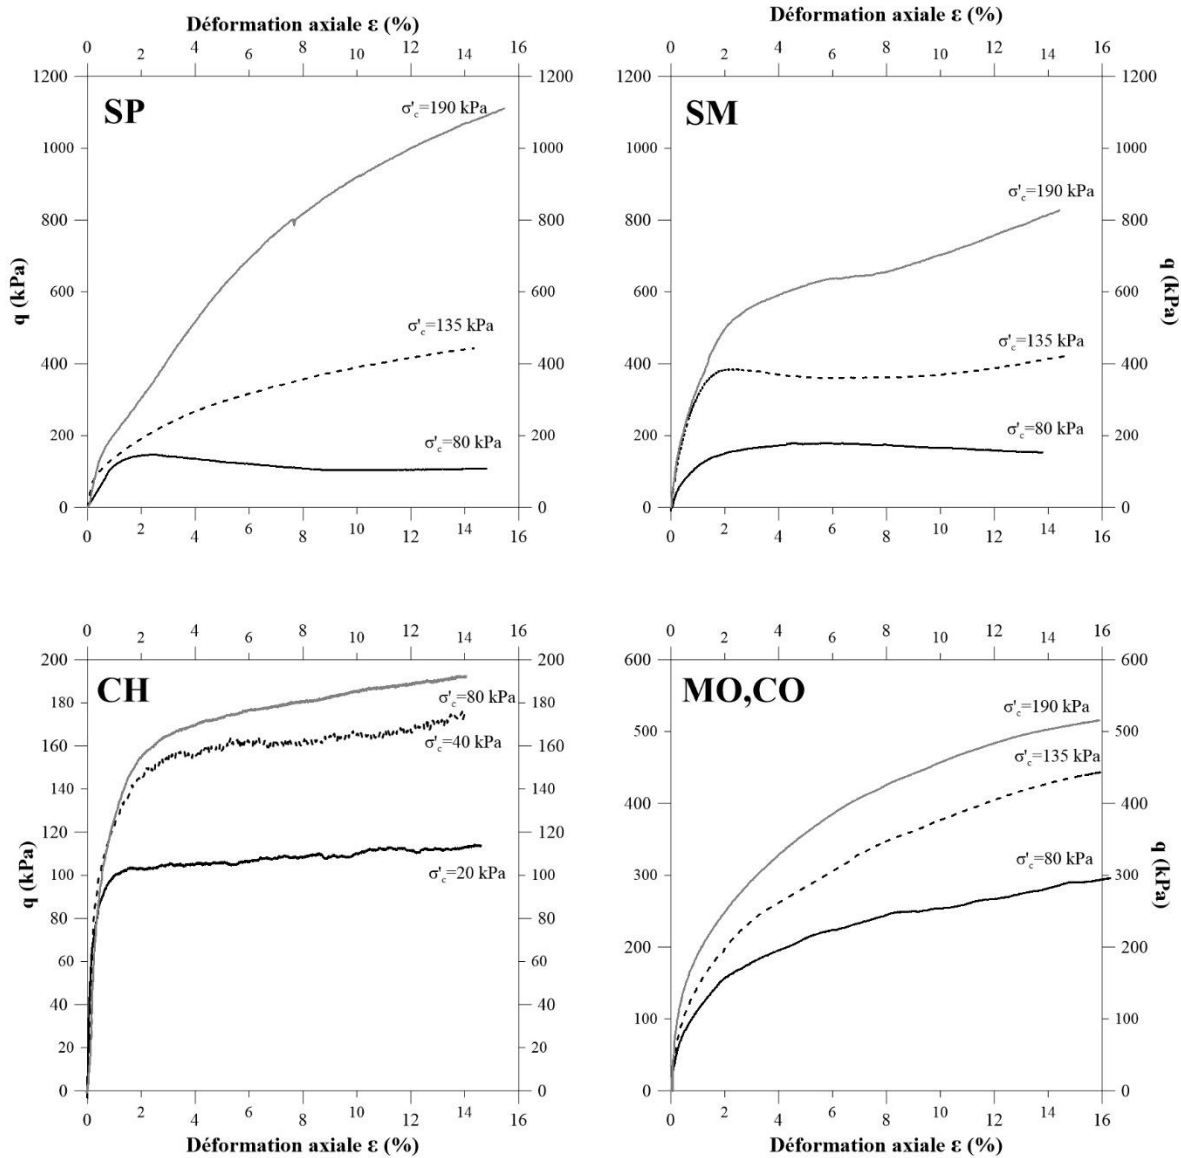 Déformation axiale ε (%)
0 2 4 6 8 10 12 14 16
1200
1000
800
600
400
200
0
q (kPa)
SP
σ'c=190 kPa
σ'c=135 kPa
σ'c=80 kPa
1200
1000
800
600
400
200
0
0 2 4 6 8 10 12 14 16
Déformation axiale ε (%)
0 2 4 6 8 10 12 14 16
1200
1000
800
600
400
200
0
SM
σ'c=190 kPa
σ'c=135 kPa
σ'c=80 kPa
1200
1000
800
600
400
200
0
q (kPa)
0 2 4 6 8 10 12 14 16
0 2 4 6 8 10 12 14 16
200
180
160
140
120
100
80
60
40
20
0
q (kPa)
CH
σ'c=80 kPa
σ'c=40 kPa
σ'c=20 kPa
200
180
160
140
120
100
80
60
40
20
0
0 2 4 6 8 10 12 14 16
Déformation axiale ε (%)
0 2 4 6 8 10 12 14 16
600
500
400
300
200
100
0
MO,CO
σ'c=190 kPa
σ'c=135 kPa
σ'c=80 kPa
600
500
400
300
200
100
0
q (kPa)
0 2 4 6 8 10 12 14 16
Déformation axiale ε (%)